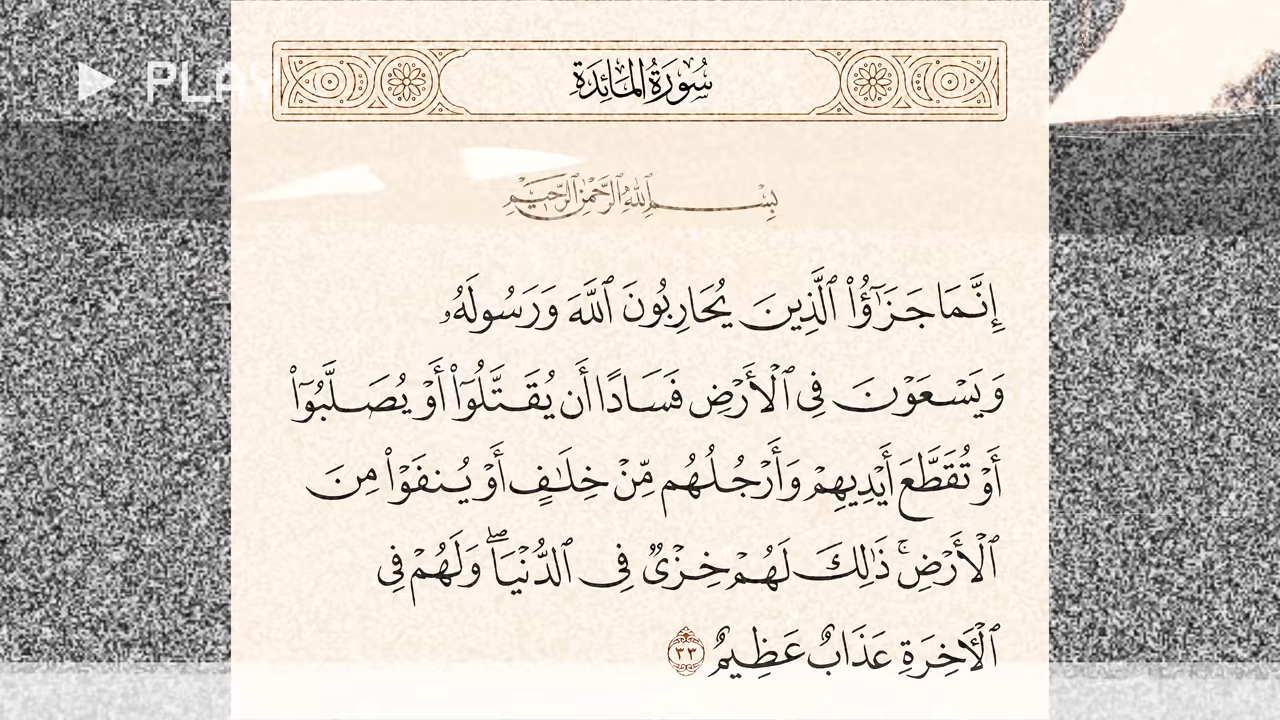 PLAY
سُورَةُ المَائِدَة
بِسْمِ ٱللَّهِ ٱلرَّحْمَٰنِ ٱلرَّحِيمِ
إِنَّمَا جَزَٰٓؤُا۟ ٱلَّذِينَ يُحَارِبُونَ ٱللَّهَ وَرَسُولَهُۥ
وَيَسْعَوْنَ فِى ٱلْأَرْضِ فَسَادًا أَن يُقَتَّلُوٓا۟ أَوْ يُصَلَّبُوٓا۟
أَوْ تُقَطَّعَ أَيْدِيهِمْ وَأَرْجُلُهُم مِّنْ خِلَٰفٍ أَوْ يُنفَوْا۟ مِنَ
ٱلْأَرْضِ ۚ ذَٰلِكَ لَهُمْ خِزْىٌ فِى ٱلدُّنْيَا ۖ وَلَهُمْ فِى
ٱلْءَاخِرَةِ عَذَابٌ عَظِيمٌ ٣٣